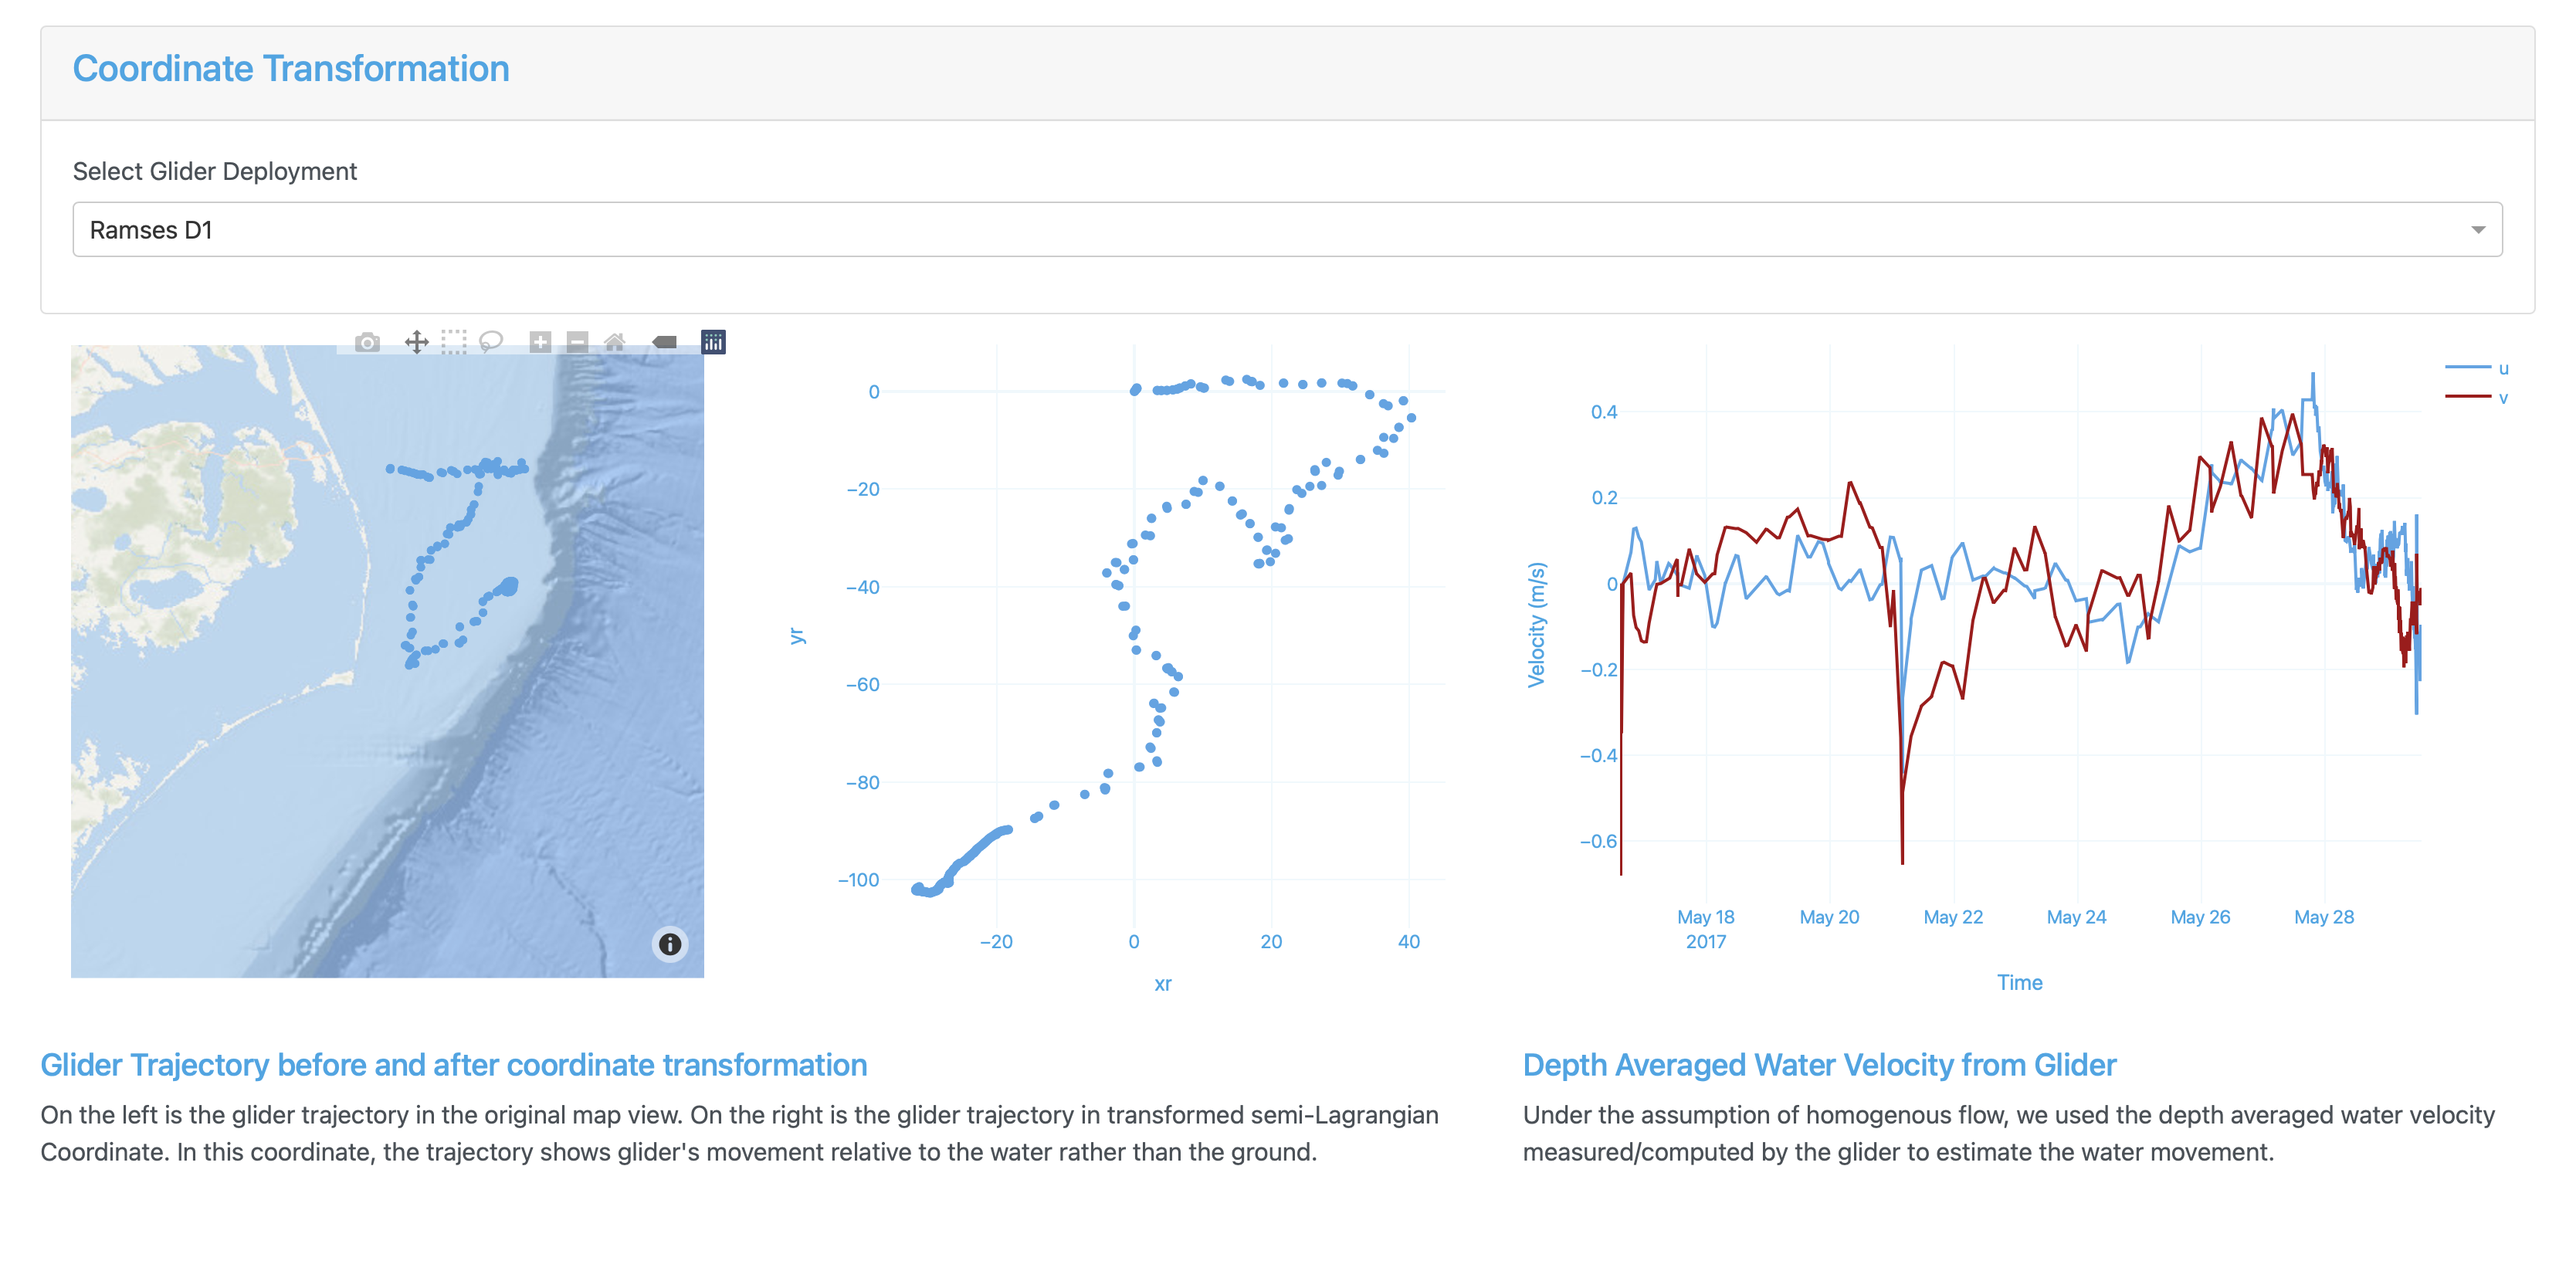 Coordinate Transformation
Select Glider Deployment
Ramses D1
0
−20
−40
−60
−80
−100
yr
−20
0
20
40
xr
u
v
0.4
0.2
0
−0.2
−0.4
−0.6
Velocity (m/s)
May 18
2017
May 20
May 22
May 24
May 26
May 28
Time
Glider Trajectory before and after coordinate transformation
On the left is the glider trajectory in the original map view. On the right is the glider trajectory in transformed semi-Lagrangian
Coordinate. In this coordinate, the trajectory shows glider's movement relative to the water rather than the ground.
Depth Averaged Water Velocity from Glider
Under the assumption of homogenous flow, we used the depth averaged water velocity
measured/computed by the glider to estimate the water movement.